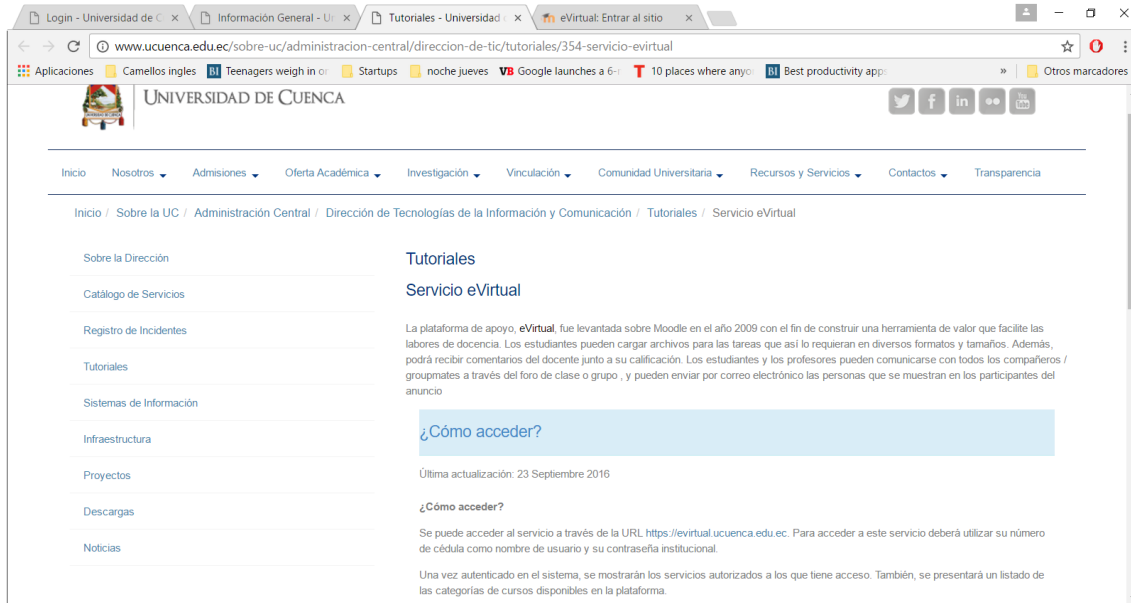 Login - Universidad de C
Información General - Un
Tutoriales - Universidad d
eVirtual: Entrar al sitio
www.ucuenca.edu.ec/sobre-uc/administracion-central/direccion-de-tic/tutoriales/354-servicio-evirtual
Aplicaciones Camellos ingles BI Teenagers weigh in on Startups noche jueves VB Google launches a 6- T 10 places where anyo BI Best productivity apps » Otros marcadores
UNIVERSIDAD DE CUENCA
Inicio Nosotros Admisiones Oferta Académica Investigación Vinculación Comunidad Universitaria Recursos y Servicios Contactos Transparencia
Inicio / Sobre la UC / Administración Central / Dirección de Tecnologías de la Información y Comunicación / Tutoriales / Servicio eVirtual
Sobre la Dirección
Catálogo de Servicios
Registro de Incidentes
Tutoriales
Sistemas de Información
Infraestructura
Proyectos
Descargas
Noticias
Tutoriales
Servicio eVirtual
La plataforma de apoyo, eVirtual, fue levantada sobre Moodle en el año 2009 con el fin de construir una herramienta de valor que facilite las
labores de docencia. Los estudiantes pueden cargar archivos para las tareas que así lo requieran en diversos formatos y tamaños. Además,
podrá recibir comentarios del docente junto a su calificación. Los estudiantes y los profesores pueden comunicarse con todos los compañeros /
groupmates a través del foro de clase o grupo , y pueden enviar por correo electrónico las personas que se muestran en los participantes del
anuncio
¿Cómo acceder?
Última actualización: 23 Septiembre 2016
¿Cómo acceder?
Se puede acceder al servicio a través de la URL https://evirtual.ucuenca.edu.ec. Para acceder a este servicio deberá utilizar su número
de cédula como nombre de usuario y su contraseña institucional.
Una vez autenticado en el sistema, se mostrarán los servicios autorizados a los que tiene acceso. También, se presentará un listado de
las categorías de cursos disponibles en la plataforma.